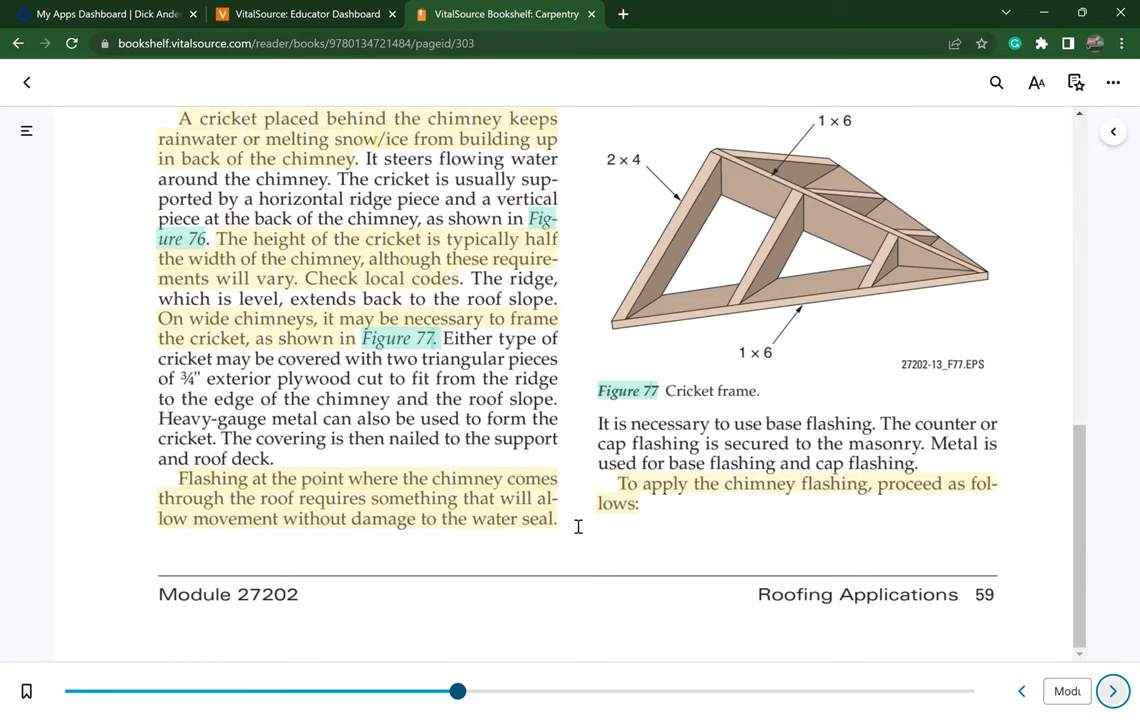 My Apps Dashboard | Dick Ander
VitalSource: Educator Dashboard
VitalSource Bookshelf: Carpentry
bookshelf.vitalsource.com/reader/books/9780134721484/pageid/303
A cricket placed behind the chimney keeps
rainwater or melting snow/ice from building up
in back of the chimney. It steers flowing water
around the chimney. The cricket is usually sup-
ported by a horizontal ridge piece and a vertical
piece at the back of the chimney, as shown in Fig-
ure 76. The height of the cricket is typically half
the width of the chimney, although these require-
ments will vary. Check local codes. The ridge,
which is level, extends back to the roof slope.
On wide chimneys, it may be necessary to frame
the cricket, as shown in Figure 77. Either type of
cricket may be covered with two triangular pieces
of ¾" exterior plywood cut to fit from the ridge
to the edge of the chimney and the roof slope.
Heavy-gauge metal can also be used to form the
cricket. The covering is then nailed to the support
and roof deck.
Flashing at the point where the chimney comes
through the roof requires something that will al-
low movement without damage to the water seal.
1 × 6
2 × 4
1 × 6
27202-13_F77.EPS
Figure 77 Cricket frame.
It is necessary to use base flashing. The counter or
cap flashing is secured to the masonry. Metal is
used for base flashing and cap flashing.
To apply the chimney flashing, proceed as fol-
lows:
Module 27202
Roofing Applications 59
Modu